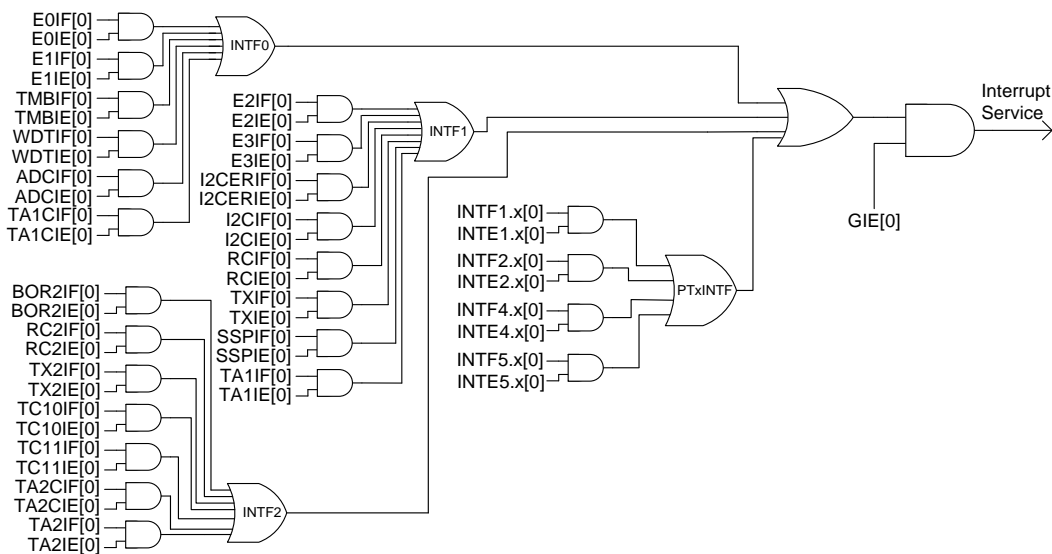 E0IF[0]
E0IE[0]
E1IF[0]
E1IE[0]
TMBIF[0]
TMBIE[0]
WDTIF[0]
WDTIE[0]
ADCIF[0]
ADCIE[0]
TA1CIF[0]
TA1CIE[0]
INTF0
E2IF[0]
E2IE[0]
E3IF[0]
E3IE[0]
I2CERIF[0]
I2CERIE[0]
I2CIF[0]
I2CIE[0]
RCIF[0]
RCIE[0]
TXIF[0]
TXIE[0]
SSPIF[0]
SSPIE[0]
TA1IF[0]
TA1IE[0]
INTF1
BOR2IF[0]
BOR2IE[0]
RC2IF[0]
RC2IE[0]
TX2IF[0]
TX2IE[0]
TC10IF[0]
TC10IE[0]
TC11IF[0]
TC11IE[0]
TA2CIF[0]
TA2CIE[0]
TA2IF[0]
TA2IE[0]
INTF2
INTF1.x[0]
INTE1.x[0]
INTF2.x[0]
INTE2.x[0]
INTF4.x[0]
INTE4.x[0]
INTF5.x[0]
INTE5.x[0]
PTxINTF
GIE[0]
Interrupt
Service